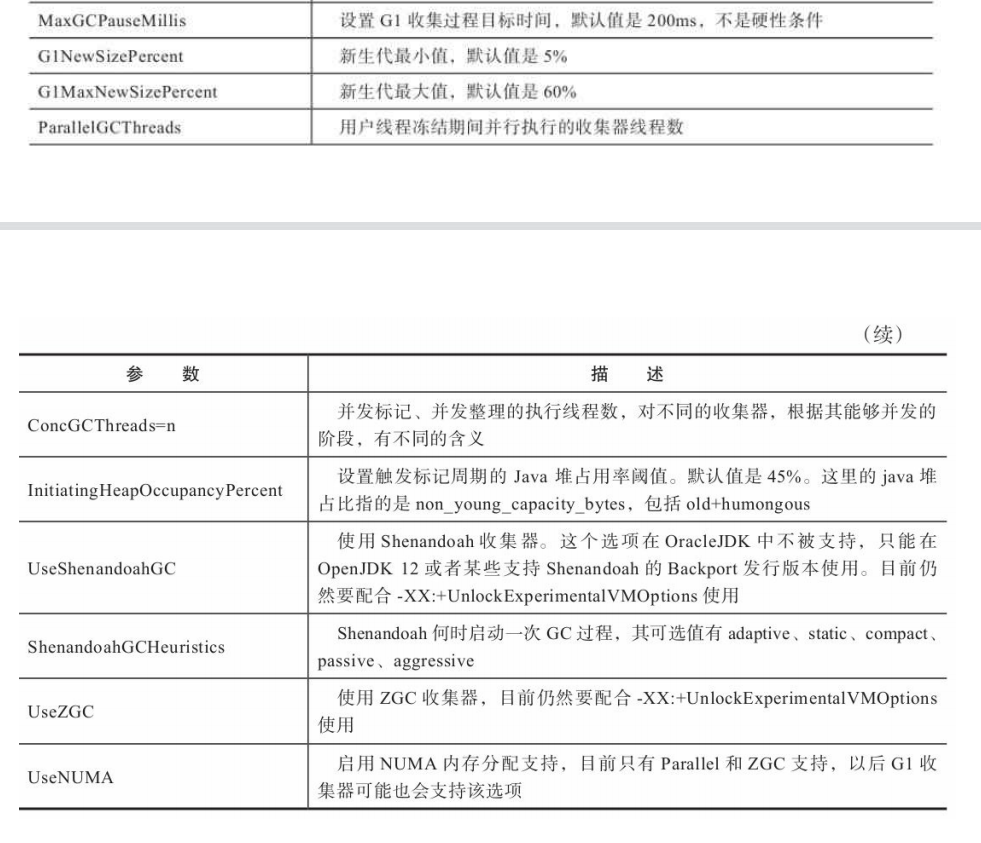 MaxGCPauseMillis 设置 G1 收集过程目标时间，默认值是 200ms，不是硬性条件
G1NewSizePercent 新生代最小值，默认值是 5%
G1MaxNewSizePercent 新生代最大值，默认值是 60%
ParallelGCThreads 用户线程冻结期间并行执行的收集器线程数
（续）
参 数 描 述
ConcGCThreads=n 并发标记、并发整理的执行线程数，对不同的收集器，根据其能够并发的
阶段，有不同的含义
InitiatingHeapOccupancyPercent 设置触发标记周期的 Java 堆占用率阈值。默认值是 45%。这里的 java 堆
占比指的是 non_young_capacity_bytes，包括 old+humongous
使用 Shenandoah 收集器。这个选项在 OracleJDK 中不被支持，只能在
UseShenandoahGC OpenJDK 12 或者某些支持 Shenandoah 的 Backport 发行版本使用。目前仍
然要配合 -XX:+UnlockExperimentalVMOptions 使用
ShenandoahGCHeuristics Shenandoah 何时启动一次 GC 过程，其可选值有 adaptive、static、compact、
passive、aggressive
UseZGC 使用 ZGC 收集器，目前仍然要配合 -XX:+UnlockExperimentalVMOptions
使用
UseNUMA 启用 NUMA 内存分配支持，目前只有 Parallel 和 ZGC 支持，以后 G1 收
集器可能也会支持该选项